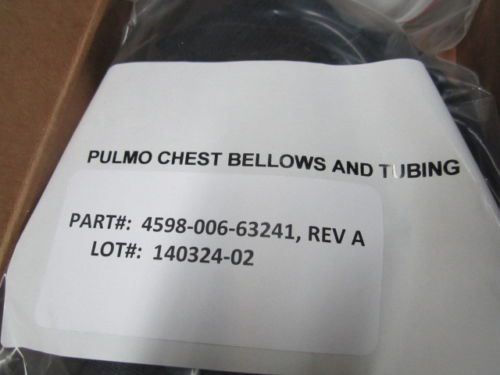 PULMO CHEST BELLOWS AND TUBING
PART#: 4598-006-63241, REV A
LOT#: 140324-02